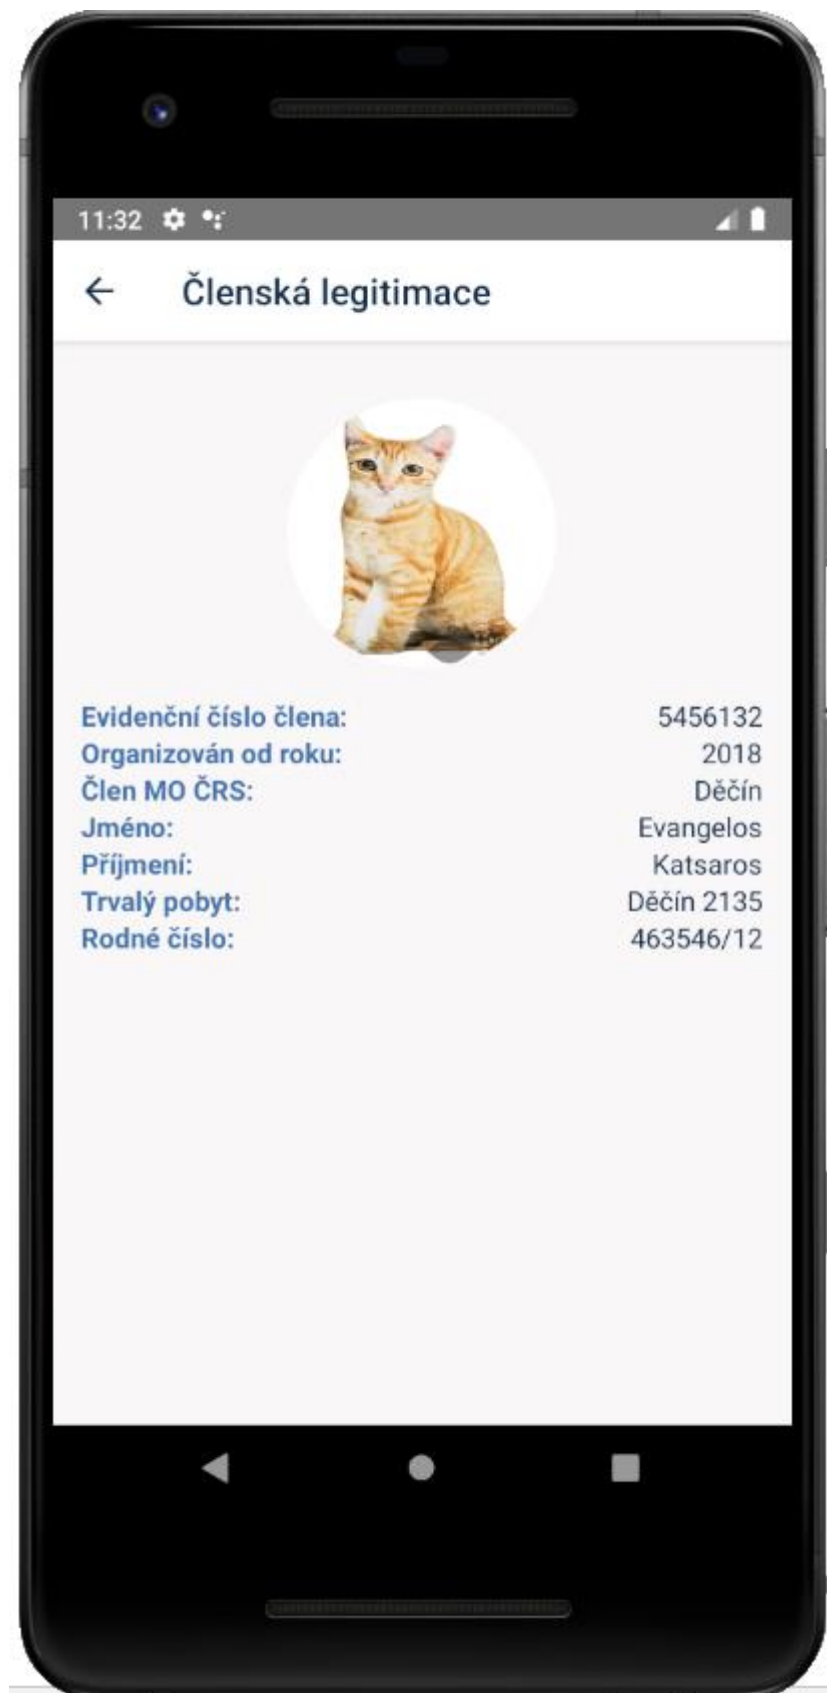 11:32
Členská legitimace
Evidenční číslo člena: 5456132
Organizován od roku: 2018
Člen MO ČRS: Děčín
Jméno: Evangelos
Příjmení: Katsaros
Trvalý pobyt: Děčín 2135
Rodné číslo: 463546/12